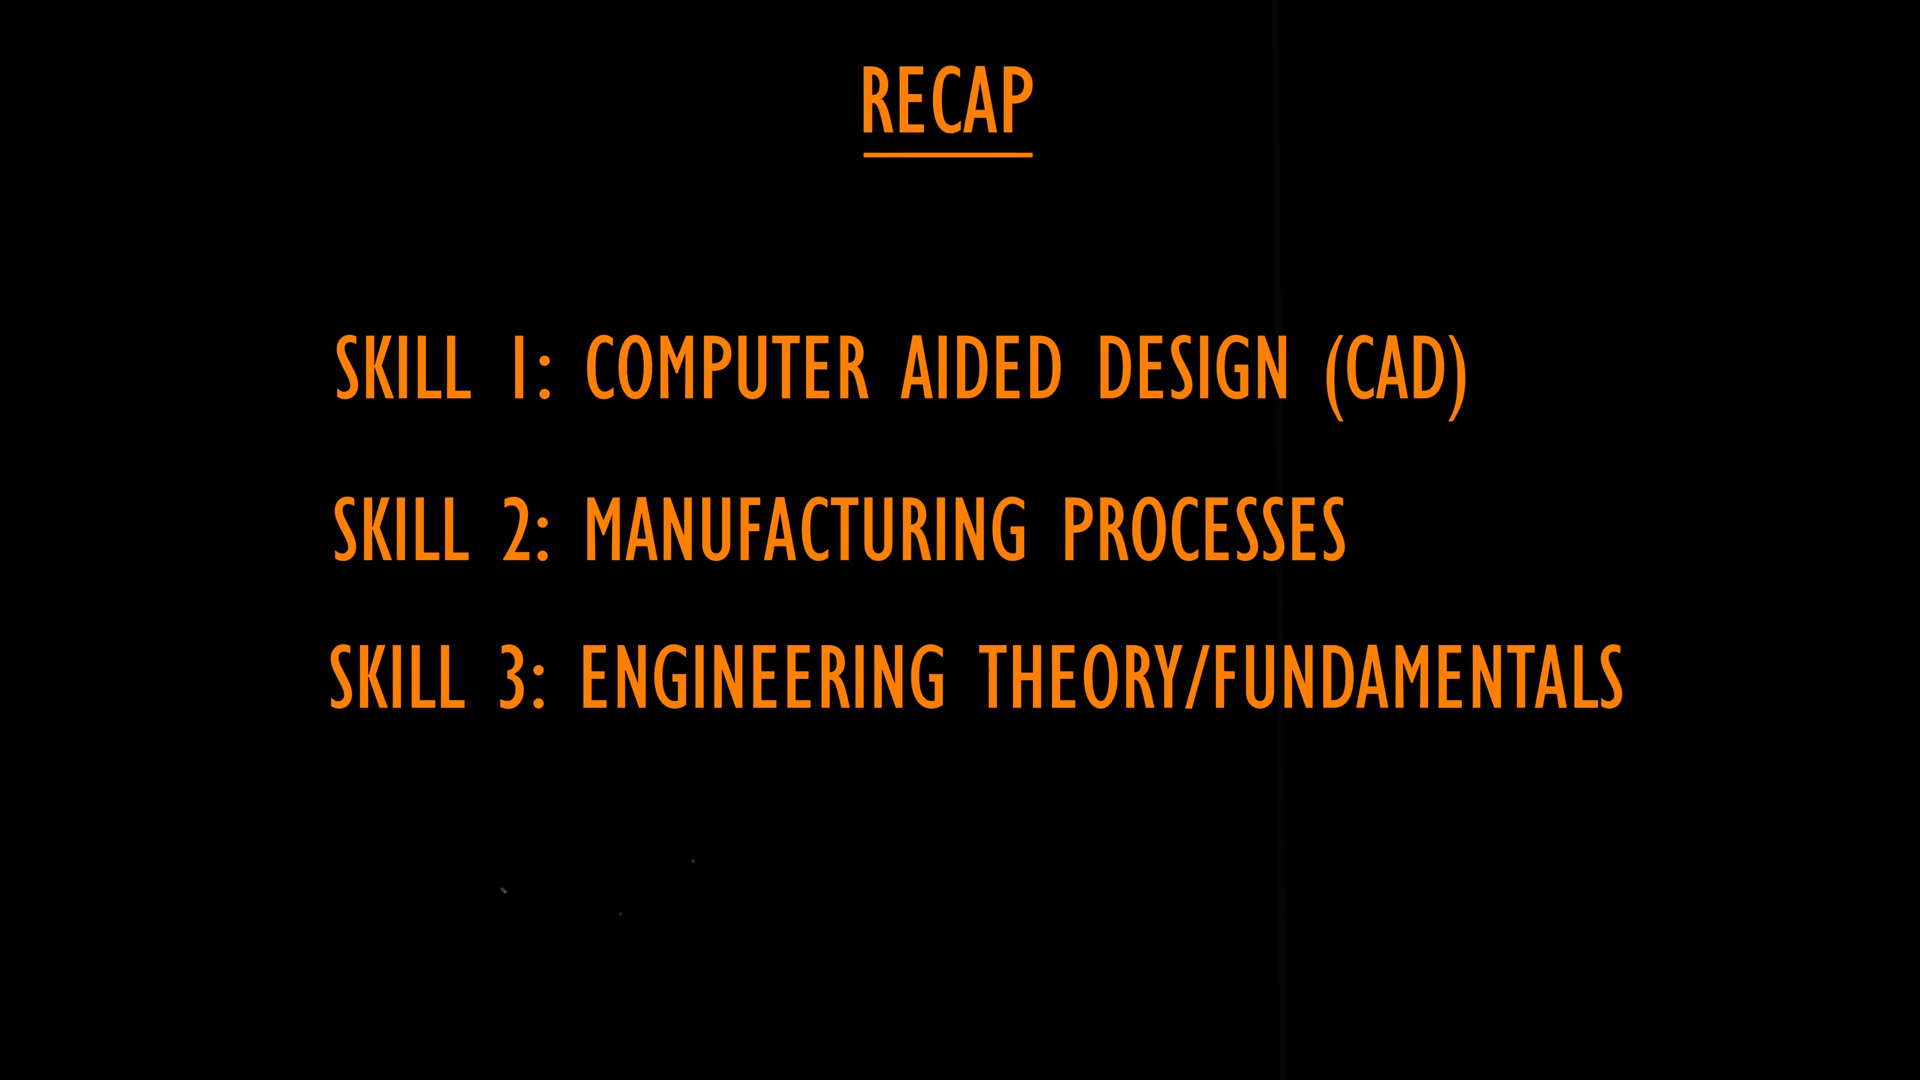 RECAP
SKILL 1: COMPUTER AIDED DESIGN (CAD)
SKILL 2: MANUFACTURING PROCESSES
SKILL 3: ENGINEERING THEORY/FUNDAMENTALS